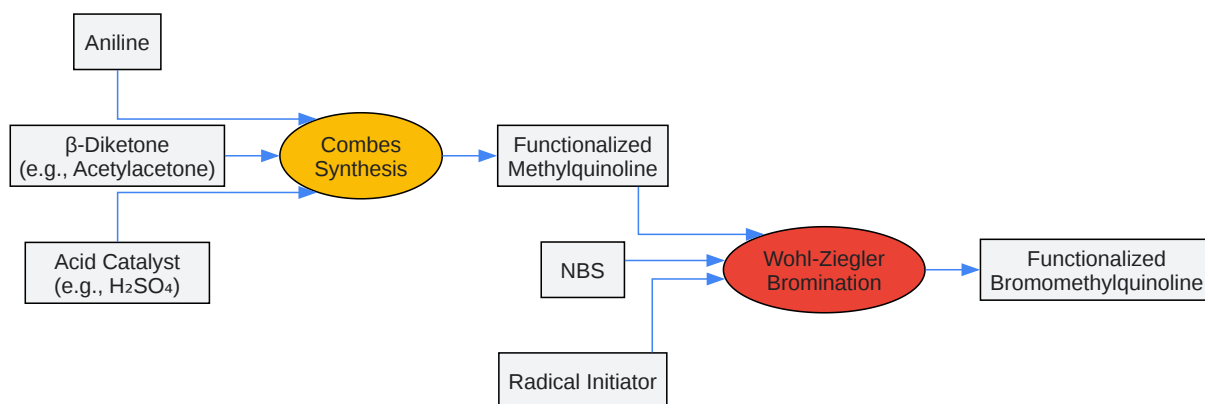 Aniline
β-Diketone
(e.g., Acetylacetone)
Acid Catalyst
(e.g., H₂SO₄)
Combes
Synthesis
Functionalized
Methylquinoline
NBS
Radical Initiator
Wohl-Ziegler
Bromination
Functionalized
Bromomethylquinoline